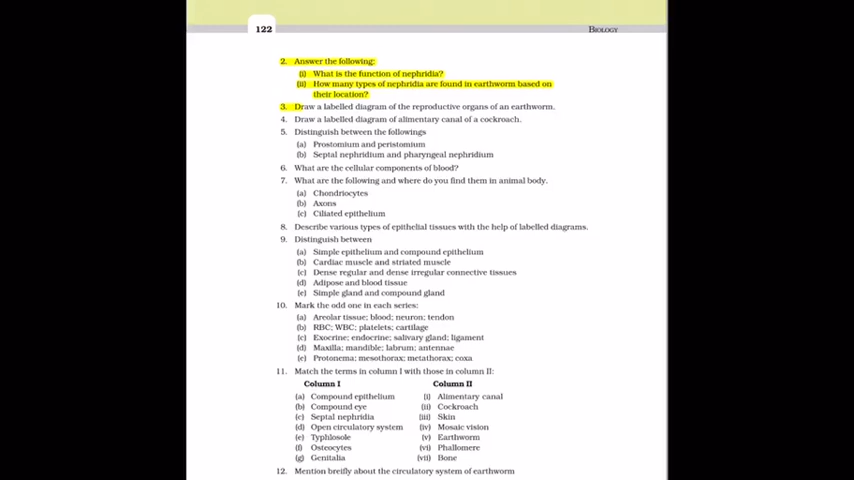 122
BIOLOGY
2. Answer the following:
(i) What is the function of nephridia?
(ii) How many types of nephridia are found in earthworm based on
their location?
3. Draw a labelled diagram of the reproductive organs of an earthworm.
4. Draw a labelled diagram of alimentary canal of a cockroach.
5. Distinguish between the followings
(a) Prostomium and peristomium
(b) Septal nephridium and pharyngeal nephridium
6. What are the cellular components of blood?
7. What are the following and where do you find them in animal body.
(a) Chondriocytes
(b) Axons
(c) Ciliated epithelium
8. Describe various types of epithelial tissues with the help of labelled diagrams.
9. Distinguish between
(a) Simple epithelium and compound epithelium
(b) Cardiac muscle and striated muscle
(c) Dense regular and dense irregular connective tissues
(d) Adipose and blood tissue
(e) Simple gland and compound gland
10. Mark the odd one in each series:
(a) Areolar tissue; blood; neuron; tendon
(b) RBC; WBC; platelets; cartilage
(c) Exocrine; endocrine; salivary gland; ligament
(d) Maxilla; mandible; labrum; antennae
(e) Protonema; mesothorax; metathorax; coxa
11. Match the terms in column I with those in column II:
Column I Column II
(a) Compound epithelium (i) Alimentary canal
(b) Compound eye (ii) Cockroach
(c) Septal nephridia (iii) Skin
(d) Open circulatory system (iv) Mosaic vision
(e) Typhlosole (v) Earthworm
(f) Osteocytes (vi) Phallomere
(g) Genitalia (vii) Bone
12. Mention breifly about the circulatory system of earthworm